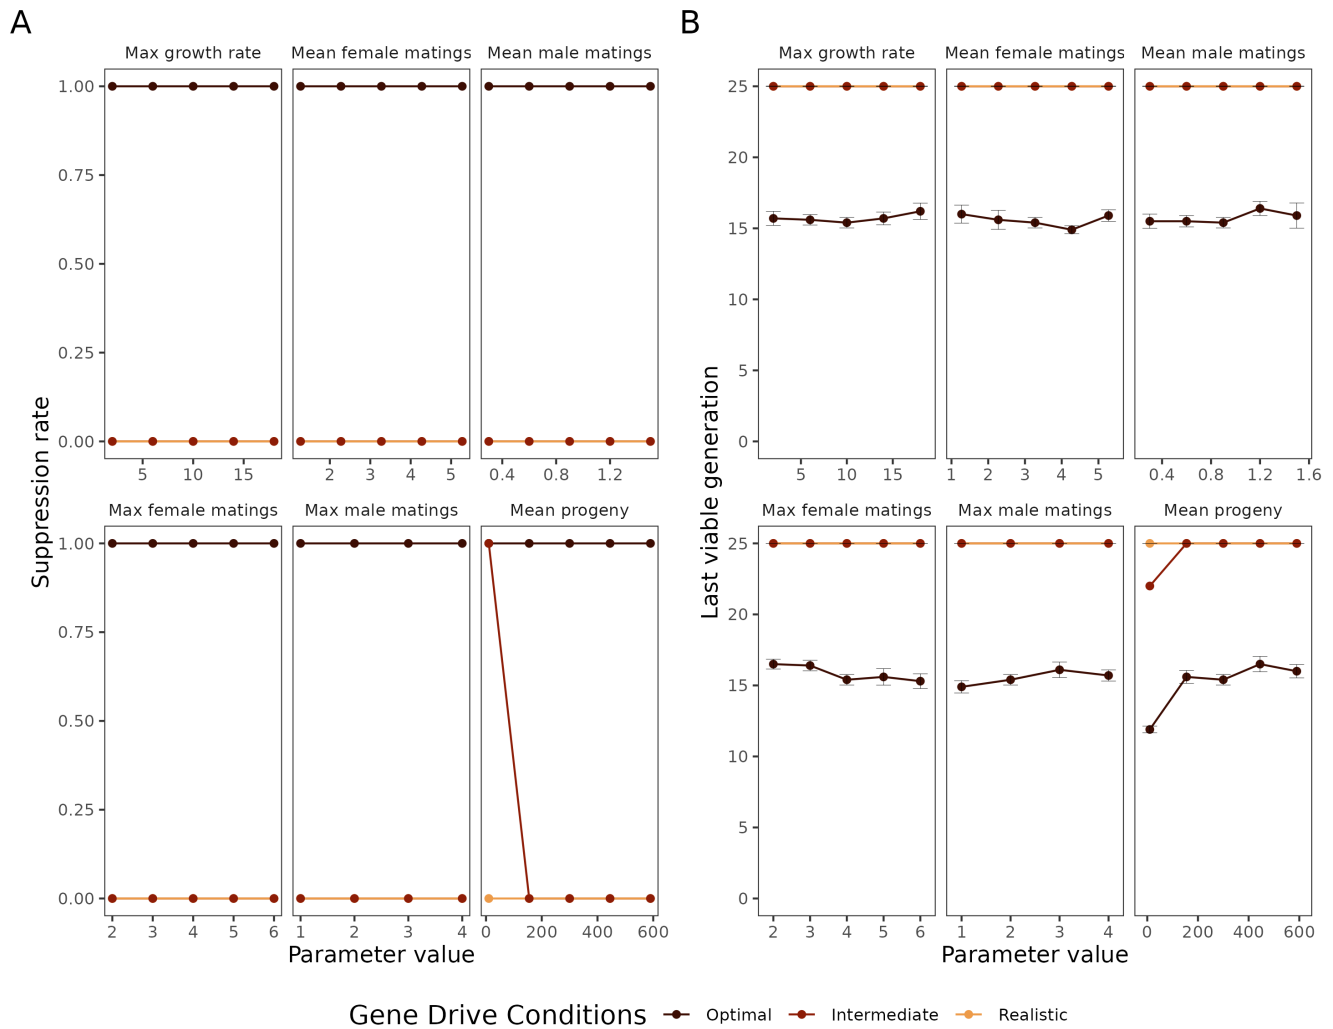 A
B
Max growth rate
Mean female matings
Mean male matings
Max growth rate
Mean female matings
Mean male matings
1.00
0.75
0.50
0.25
0.00
25
20
15
10
5
0
5 10 15
2 3 4 5
0.4 0.8 1.2
5 10 15
1 2 3 4 5
0.4 0.8 1.2 1.6
Suppression rate
Last viable generation
Max female matings
Max male matings
Mean progeny
Max female matings
Max male matings
Mean progeny
1.00
0.75
0.50
0.25
0.00
25
20
15
10
5
0
2 3 4 5 6
1 2 3 4
0 200 400 600
2 3 4 5 6
1 2 3 4
0 200 400 600
Parameter value
Parameter value
Gene Drive Conditions Optimal Intermediate Realistic